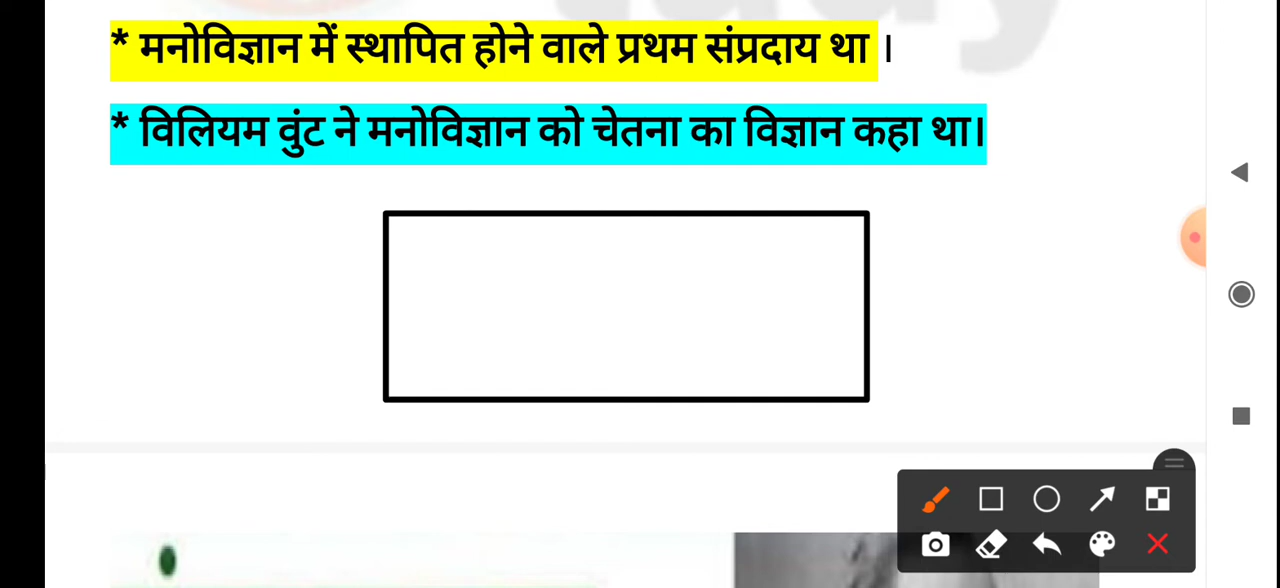 * मनोविज्ञान में स्थापित होने वाले प्रथम संप्रदाय था ।
* विलियम वुंट ने मनोविज्ञान को चेतना का विज्ञान कहा था।